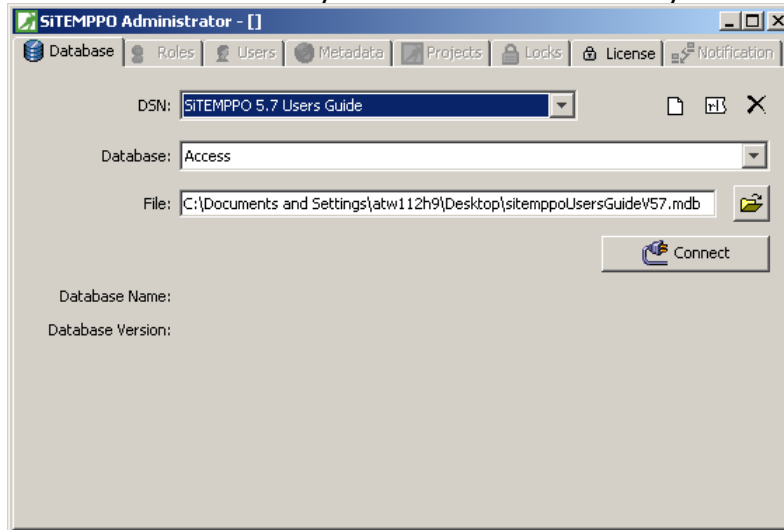 SiTEMPPO Administrator - []
Database Roles Users Metadata Projects Locks License Notification
DSN: SiTEMPPO 5.7 Users Guide
Database: Access
File: C:\Documents and Settings\atw112h9\Desktop\sitemppoUsersGuideV57.mdb
Connect
Database Name:
Database Version: